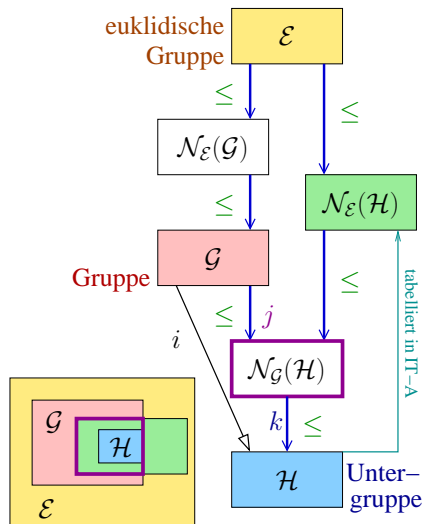 euklidische
Gruppe
ℰ
≤
≤
𝒩ℰ(𝒢)
𝒩ℰ(ℋ)
≤
≤
Gruppe
𝒢
≤
j
i
tabelliert in IT–A
𝒩𝒢(ℋ)
k
≤
ℋ
Unter–
gruppe
𝒢
ℋ
ℰ